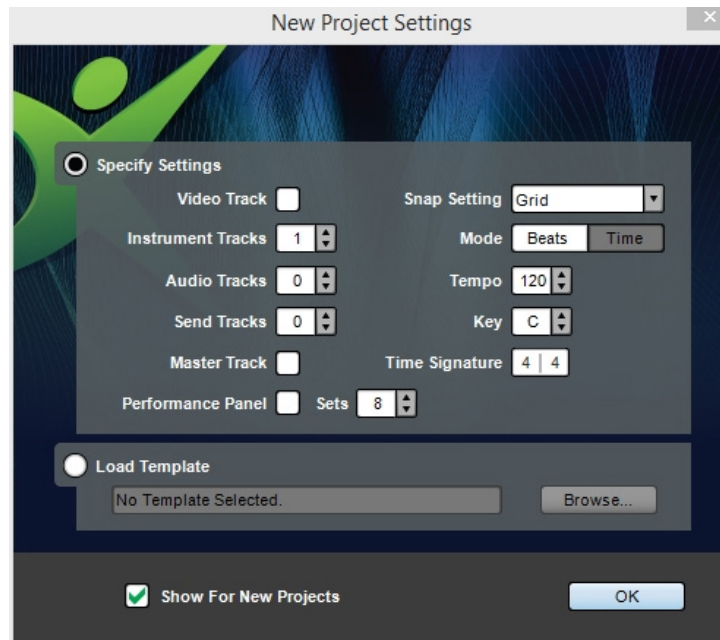 New Project Settings
Specify Settings
Video Track
Snap Setting Grid
Instrument Tracks 1
Mode Beats Time
Audio Tracks 0
Tempo 120
Send Tracks 0
Key C
Master Track
Time Signature 4 | 4
Performance Panel Sets 8
Load Template
No Template Selected. Browse...
Show For New Projects OK